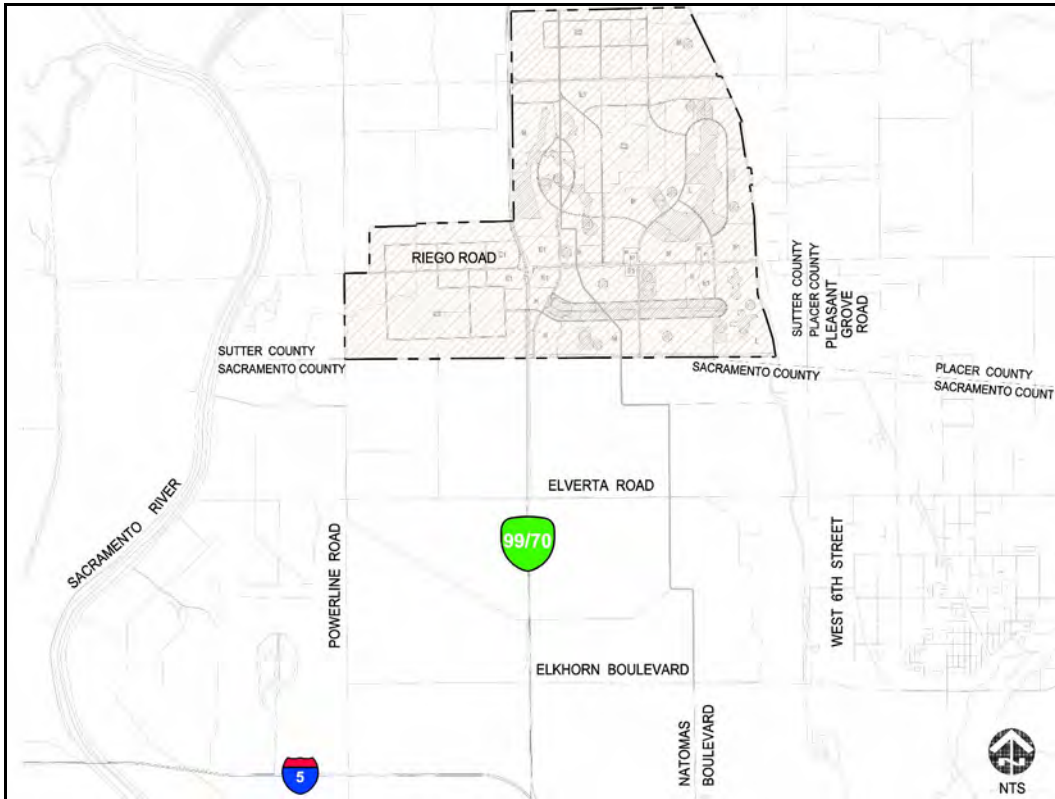 RIEGO ROAD
SUTTER COUNTY
PLACER COUNTY
PLEASANT
GROVE
ROAD
SUTTER COUNTY
SACRAMENTO COUNTY
SACRAMENTO COUNTY
PLACER COUNTY
SACRAMENTO COUNT
ELVERTA ROAD
SACRAMENTO RIVER
POWERLINE ROAD
99/70
WEST 6TH STREET
ELKHORN BOULEVARD
NATOMAS
BOULEVARD
5
NTS